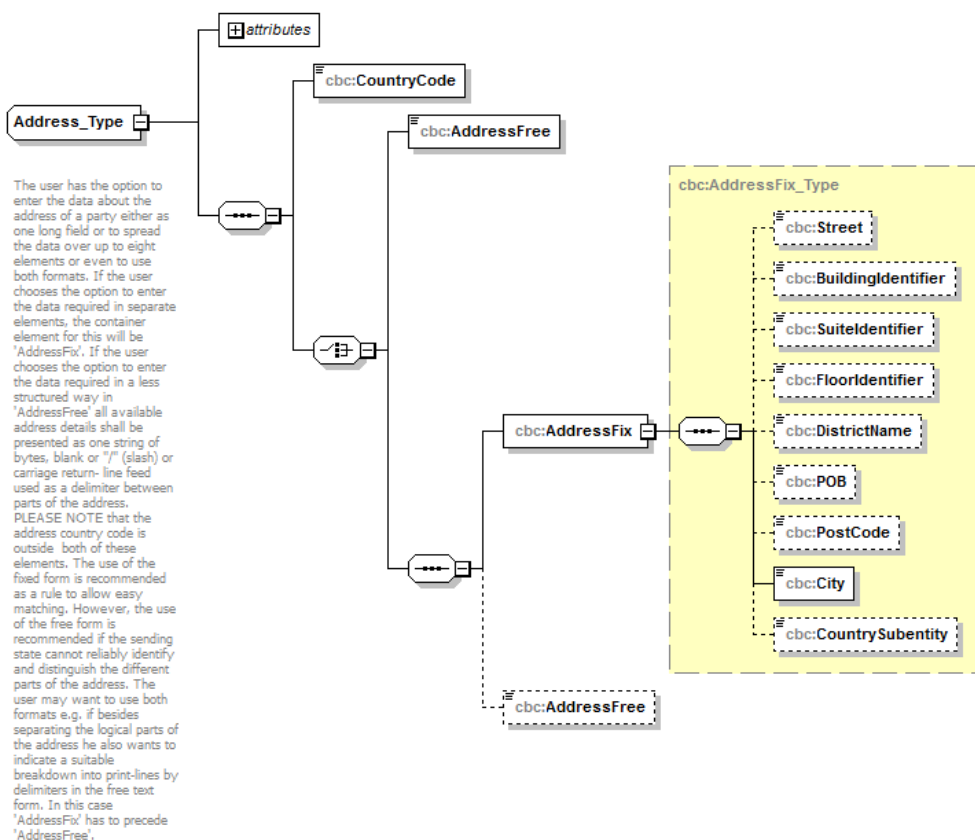 attributes
cbc:CountryCode
Address_Type
cbc:AddressFree
The user has the option to
enter the data about the
address of a party either as
one long field or to spread
the data over up to eight
elements or even to use
both formats. If the user
chooses the option to enter
the data required in separate
elements, the container
element for this will be
'AddressFix'. If the user
chooses the option to enter
the data required in a less
structured way in
'AddressFree' all available
address details shall be
presented as one string of
bytes, blank or "/" (slash) or
carriage return- line feed
used as a delimiter between
parts of the address.
PLEASE NOTE that the
address country code is
outside  both of these
elements. The use of the
fixed form is recommended
as a rule to allow easy
matching. However, the use
of the free form is
recommended if the sending
state cannot reliably identify
and distinguish the different
parts of the address. The
user may want to use both
formats e.g. if besides
separating the logical parts of
the address he also wants to
indicate a suitable
breakdown into print-lines by
delimiters in the free text
form. In this case
'AddressFix' has to precede
'AddressFree'.
cbc:AddressFix_Type
cbc:Street
cbc:BuildingIdentifier
cbc:SuiteIdentifier
cbc:FloorIdentifier
cbc:AddressFix
cbc:DistrictName
cbc:POB
cbc:PostCode
cbc:City
cbc:CountrySubentity
cbc:AddressFree